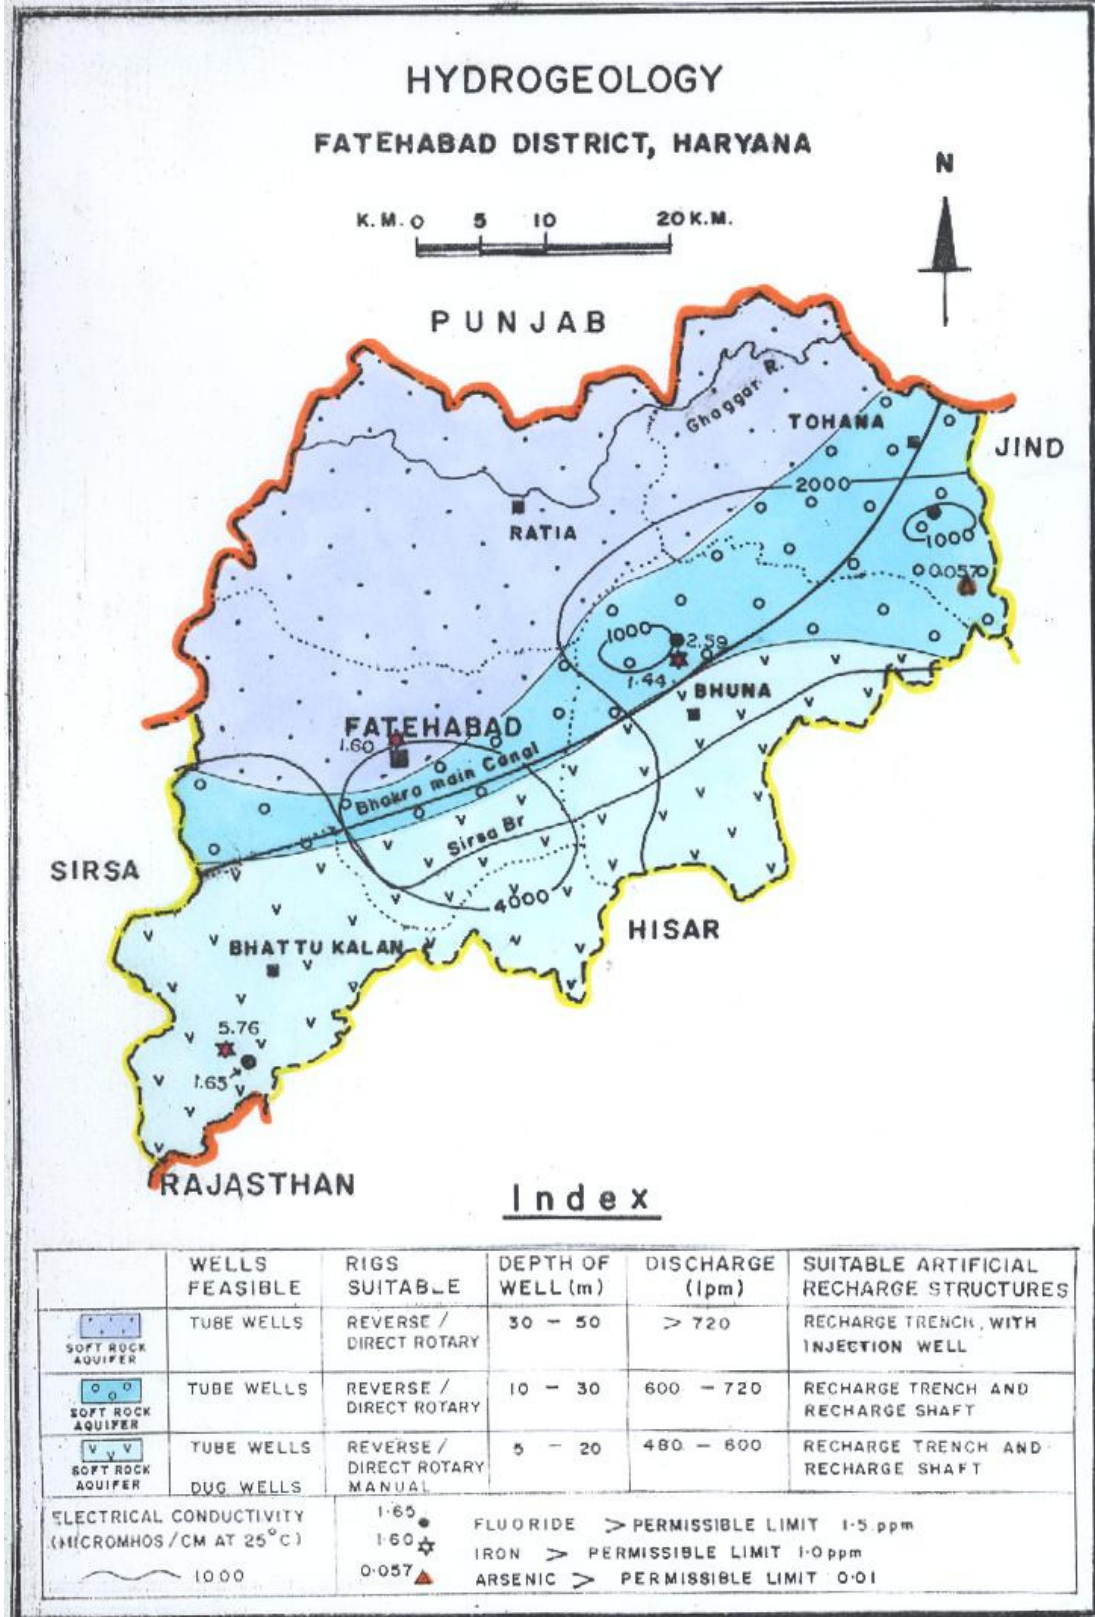 HYDROGEOLOGY
FATEHABAD DISTRICT, HARYANA
N
K.M. 0 5 10 20 K.M.
PUNJAB
Ghaggar. R.
TOHANA
JIND
2000
RATIA
1000
0.057
1000
2.59
1.44
BHUNA
FATEHABAD
1.60
Bhakra main Canal
Sirsa Br
SIRSA
4000
HISAR
BHATTU KALAN
5.76
1.65
RAJASTHAN
Index
WELLS FEASIBLE
RIGS SUITABLE
DEPTH OF WELL (m)
DISCHARGE (lpm)
SUITABLE ARTIFICIAL RECHARGE STRUCTURES
SOFT ROCK AQUIFER
TUBE WELLS
REVERSE / DIRECT ROTARY
30 - 50
> 720
RECHARGE TRENCH, WITH INJECTION WELL
SOFT ROCK AQUIFER
TUBE WELLS
REVERSE / DIRECT ROTARY
10 - 30
600 - 720
RECHARGE TRENCH AND RECHARGE SHAFT
SOFT ROCK AQUIFER
TUBE WELLS
DUG WELLS
REVERSE / DIRECT ROTARY
MANUAL
5 - 20
480 - 600
RECHARGE TRENCH AND RECHARGE SHAFT
ELECTRICAL CONDUCTIVITY
(MICROMHOS/CM AT 25°C)
1000
1.65 FLUORIDE > PERMISSIBLE LIMIT 1.5 ppm
1.60 IRON > PERMISSIBLE LIMIT 1.0 ppm
0.057 ARSENIC > PERMISSIBLE LIMIT 0.01